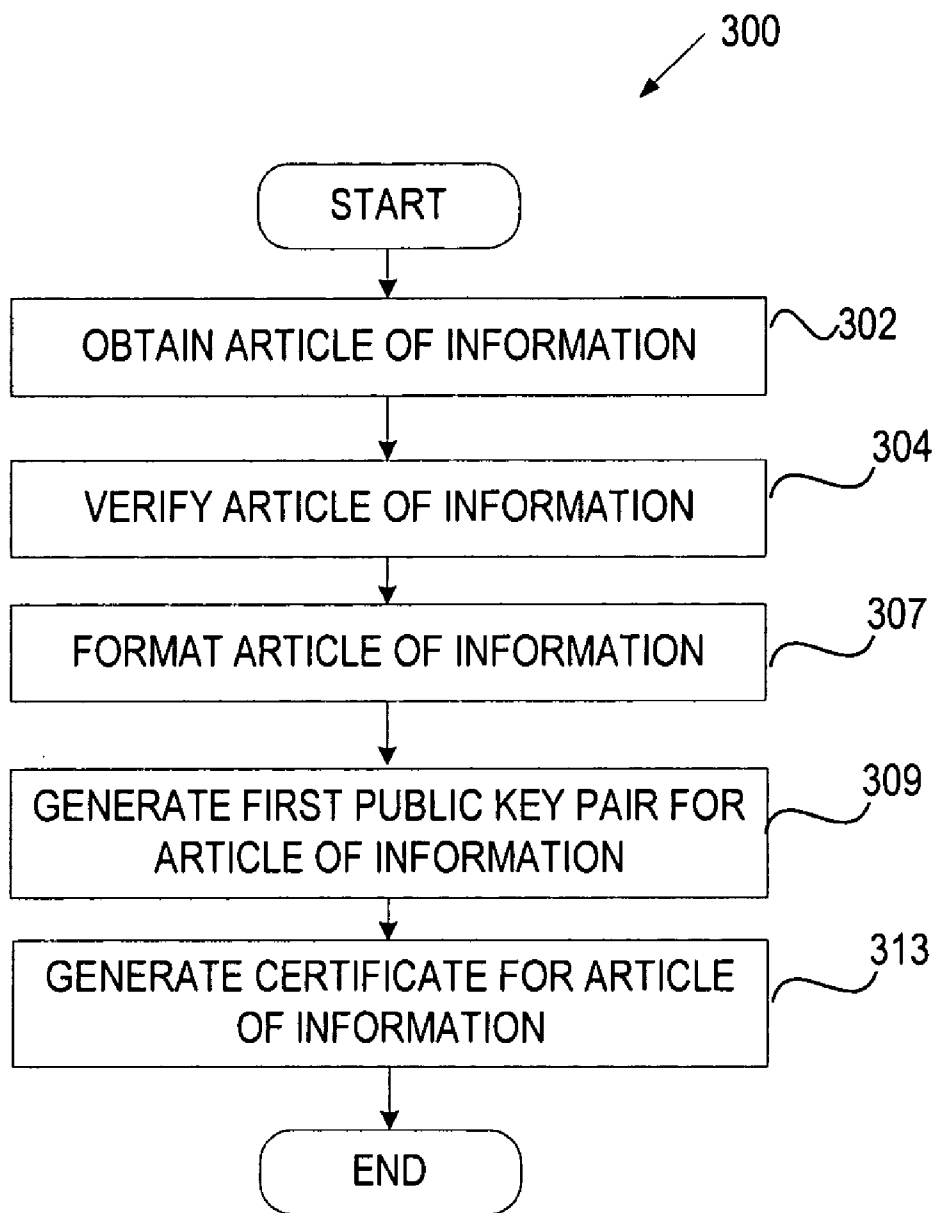 300
START
OBTAIN ARTICLE OF INFORMATION
302
VERIFY ARTICLE OF INFORMATION
304
FORMAT ARTICLE OF INFORMATION
307
GENERATE FIRST PUBLIC KEY PAIR FOR
ARTICLE OF INFORMATION
309
GENERATE CERTIFICATE FOR ARTICLE
OF INFORMATION
313
END